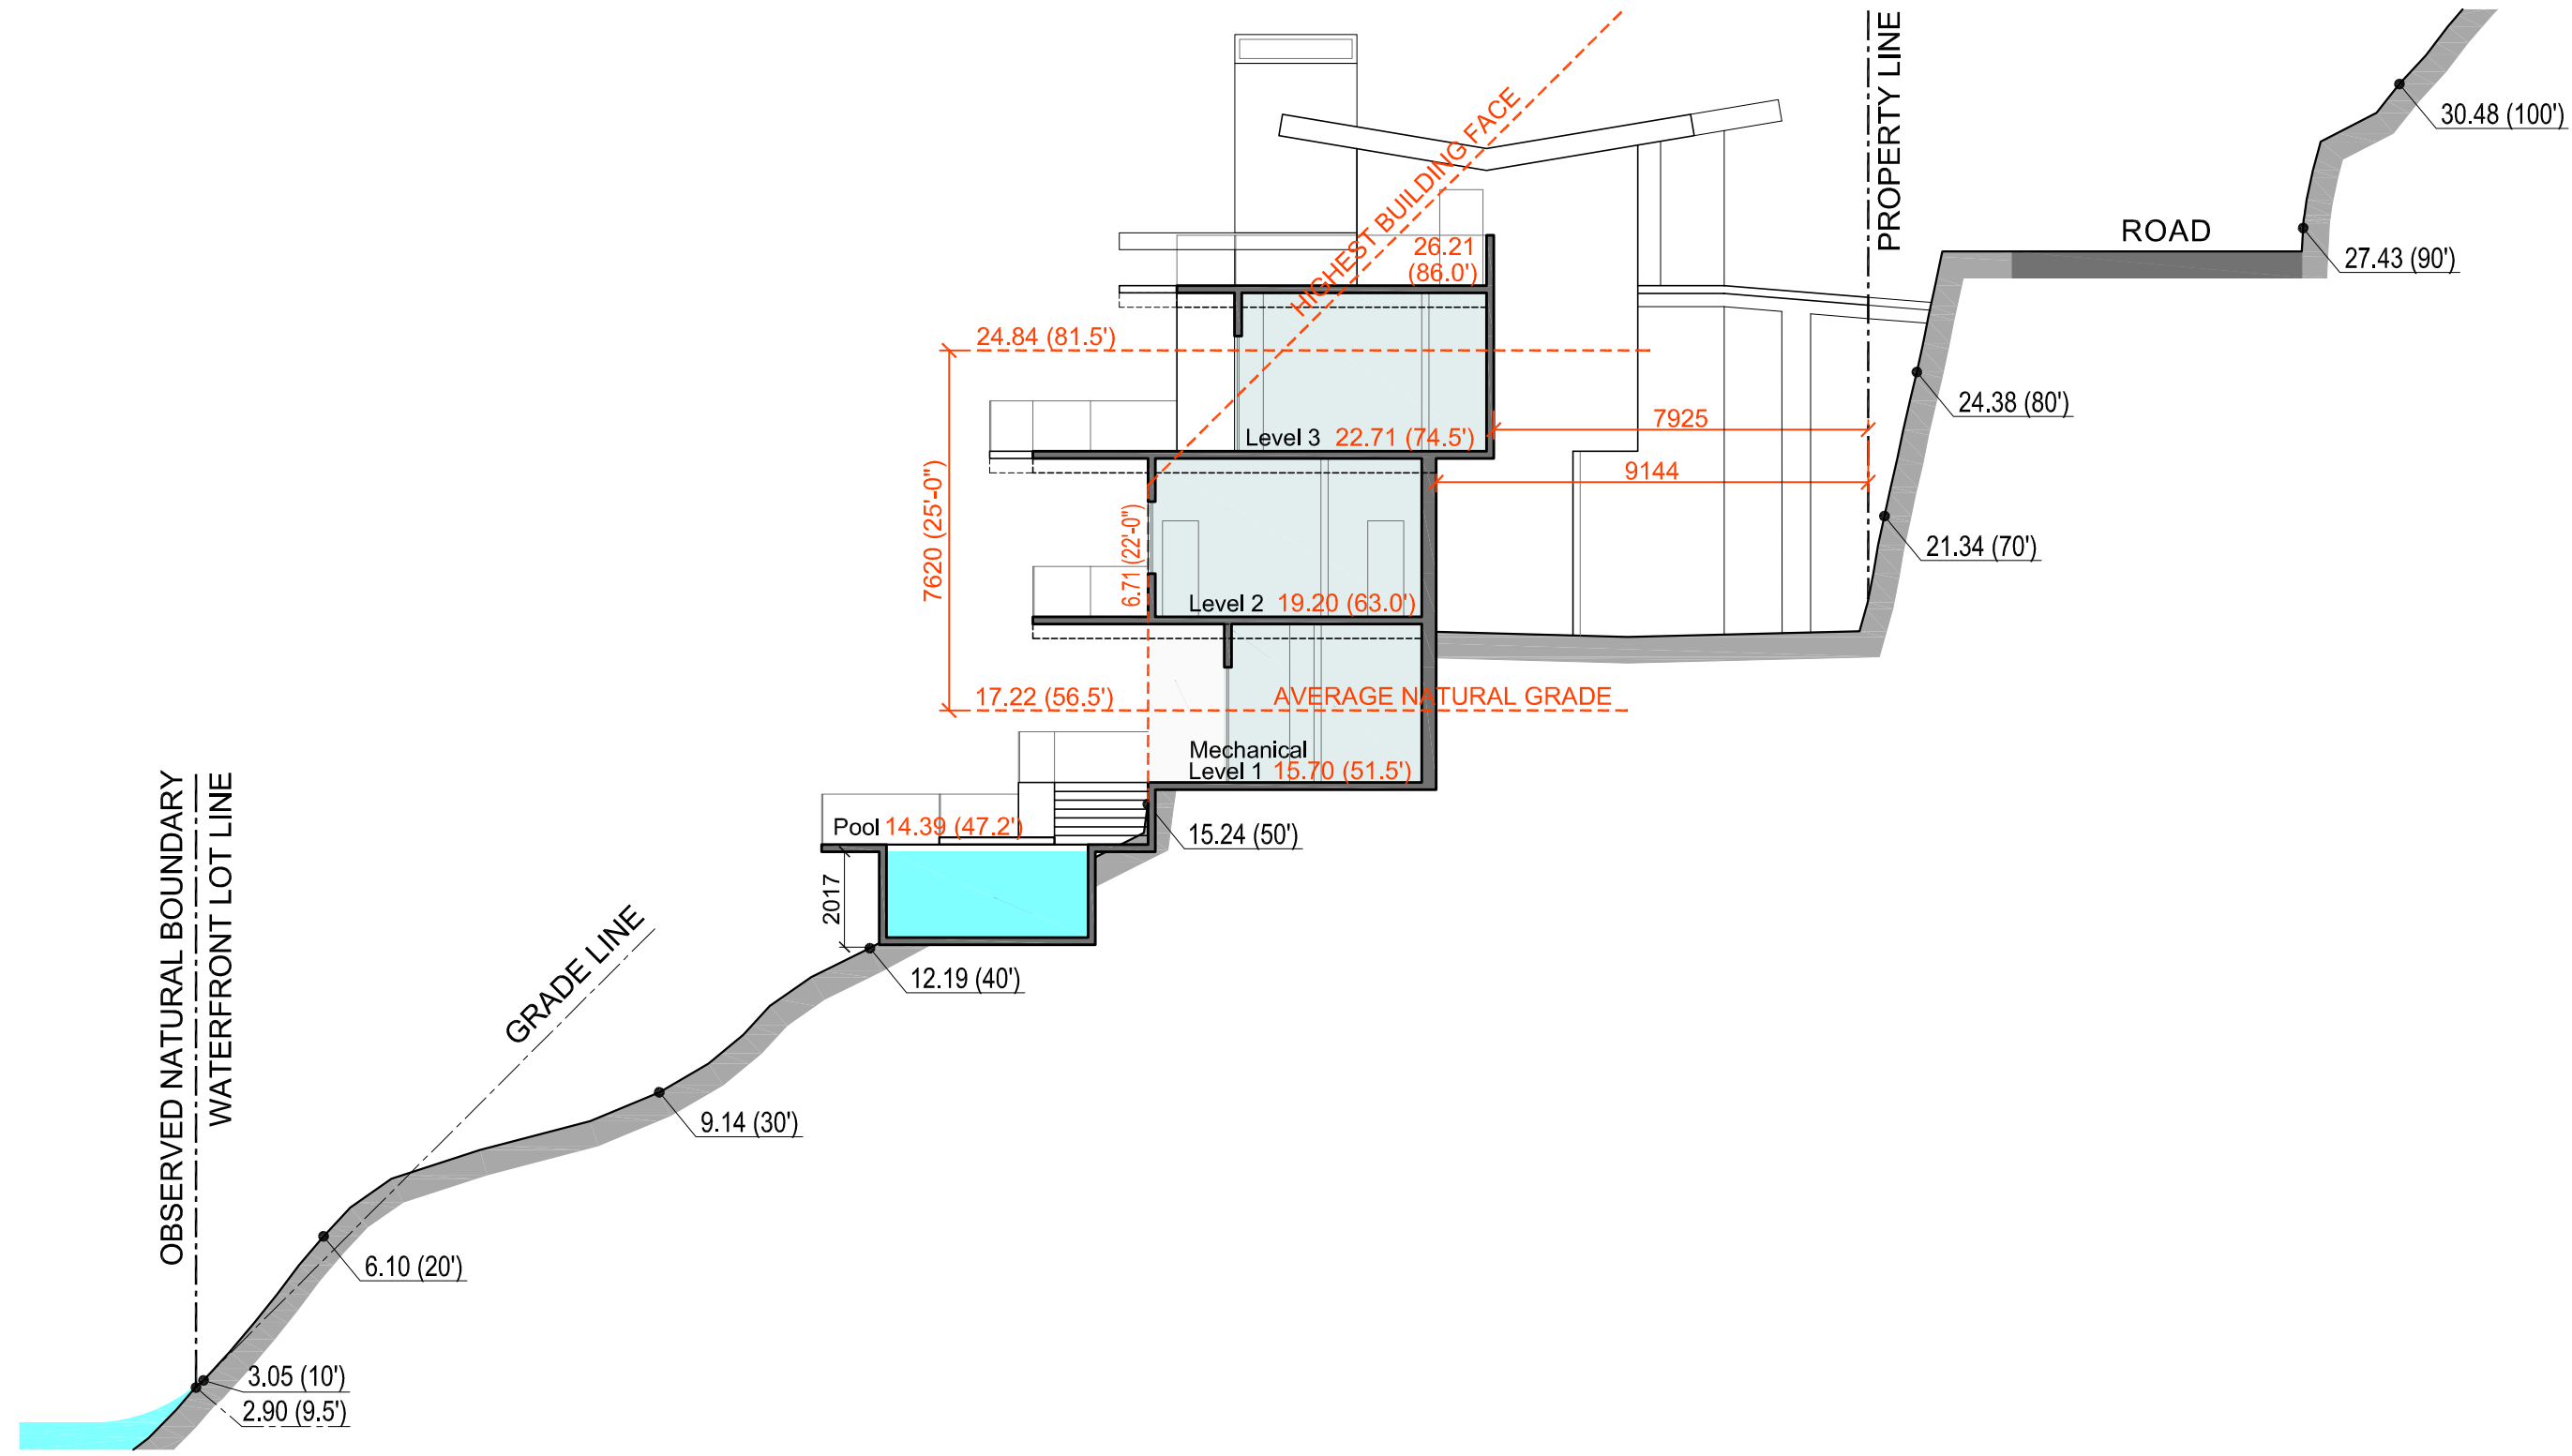 PROPERTY LINE
30.48 (100')
HIGHEST BUILDING FACE
ROAD
26.21
(86.0')
27.43 (90')
24.84 (81.5')
24.38 (80')
7925
Level 3 22.71 (74.5')
9144
7620 (25'-0")
6.71 (22'-0")
21.34 (70')
Level 2 19.20 (63.0')
17.22 (56.5')
AVERAGE NATURAL GRADE
Mechanical
Level 1 15.70 (51.5')
OBSERVED NATURAL BOUNDARY
WATERFRONT LOT LINE
Pool 14.39 (47.2')
15.24 (50')
2017
GRADE LINE
12.19 (40')
9.14 (30')
6.10 (20')
3.05 (10')
2.90 (9.5')